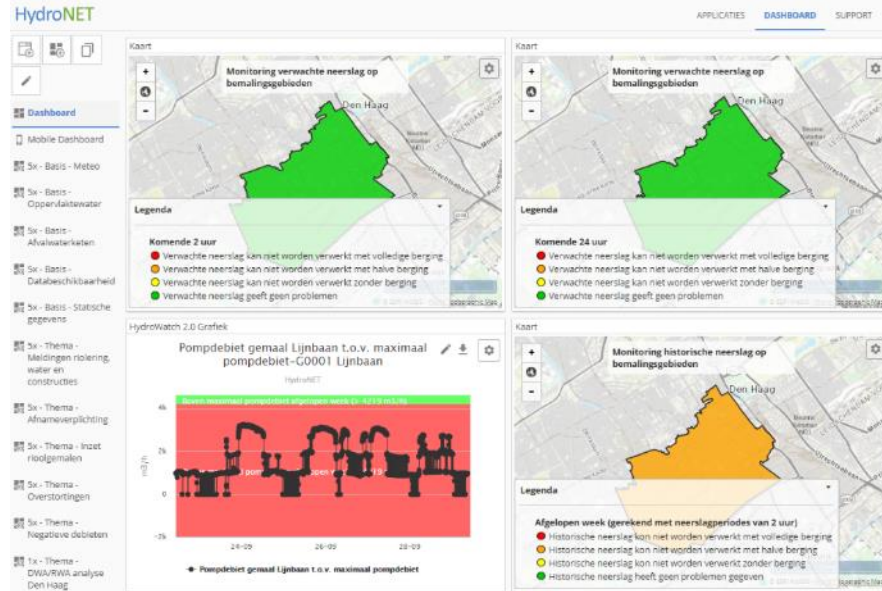 HydroNET
APPLICATIES DASHBOARD SUPPORT
Dashboard
Mobile Dashboard
5x - Basis - Meteo
5x - Basis -
Oppervlaktewater
5x - Basis -
Afvalwaterketen
5x - Basis -
Databeschikbaarheid
5x - Basis - Statische
gegevens
5x - Thema -
Meldingen riolering,
water en
constructies
5x - Thema -
Afnameverplichting
5x - Thema - Inzet
rioolgemalen
5x - Thema -
Overstortingen
5x - Thema -
Negatieve debieten
1x - Thema -
DWA/RWA analyse
Den Haag
Kaart
Monitoring verwachte neerslag op
bemalingsgebieden
Den Haag
Legenda
Komende 2 uur
Verwachte neerslag kan niet worden verwerkt met volledige berging
Verwachte neerslag kan niet worden verwerkt met halve berging
Verwachte neerslag kan niet worden verwerkt zonder berging
Verwachte neerslag geeft geen problemen
Kaart
Monitoring verwachte neerslag op
bemalingsgebieden
Den Haag
Legenda
Komende 24 uur
Verwachte neerslag kan niet worden verwerkt met volledige berging
Verwachte neerslag kan niet worden verwerkt met halve berging
Verwachte neerslag kan niet worden verwerkt zonder berging
Verwachte neerslag geeft geen problemen
HydroWatch 2.0 Grafiek
Pompdebiet gemaal Lijnbaan t.o.v. maximaal
pompdebiet-G0001 Lijnbaan
HydroNET
Boven maximaal pompdebiet afgelopen week (> 4219 m3/h)
4k
2k
0
-2k
m3/h
24-09 26-09 28-09
Pompdebiet gemaal Lijnbaan t.o.v. maximaal pompdebiet
Kaart
Monitoring historische neerslag op
bemalingsgebieden
Den Haag
Legenda
Afgelopen week (gerekend met neerslagperiodes van 2 uur)
Historische neerslag kon niet worden verwerkt met volledige berging
Historische neerslag kon niet worden verwerkt met halve berging
Historische neerslag kon niet worden verwerkt zonder berging
Historische neerslag heeft geen problemen gegeven